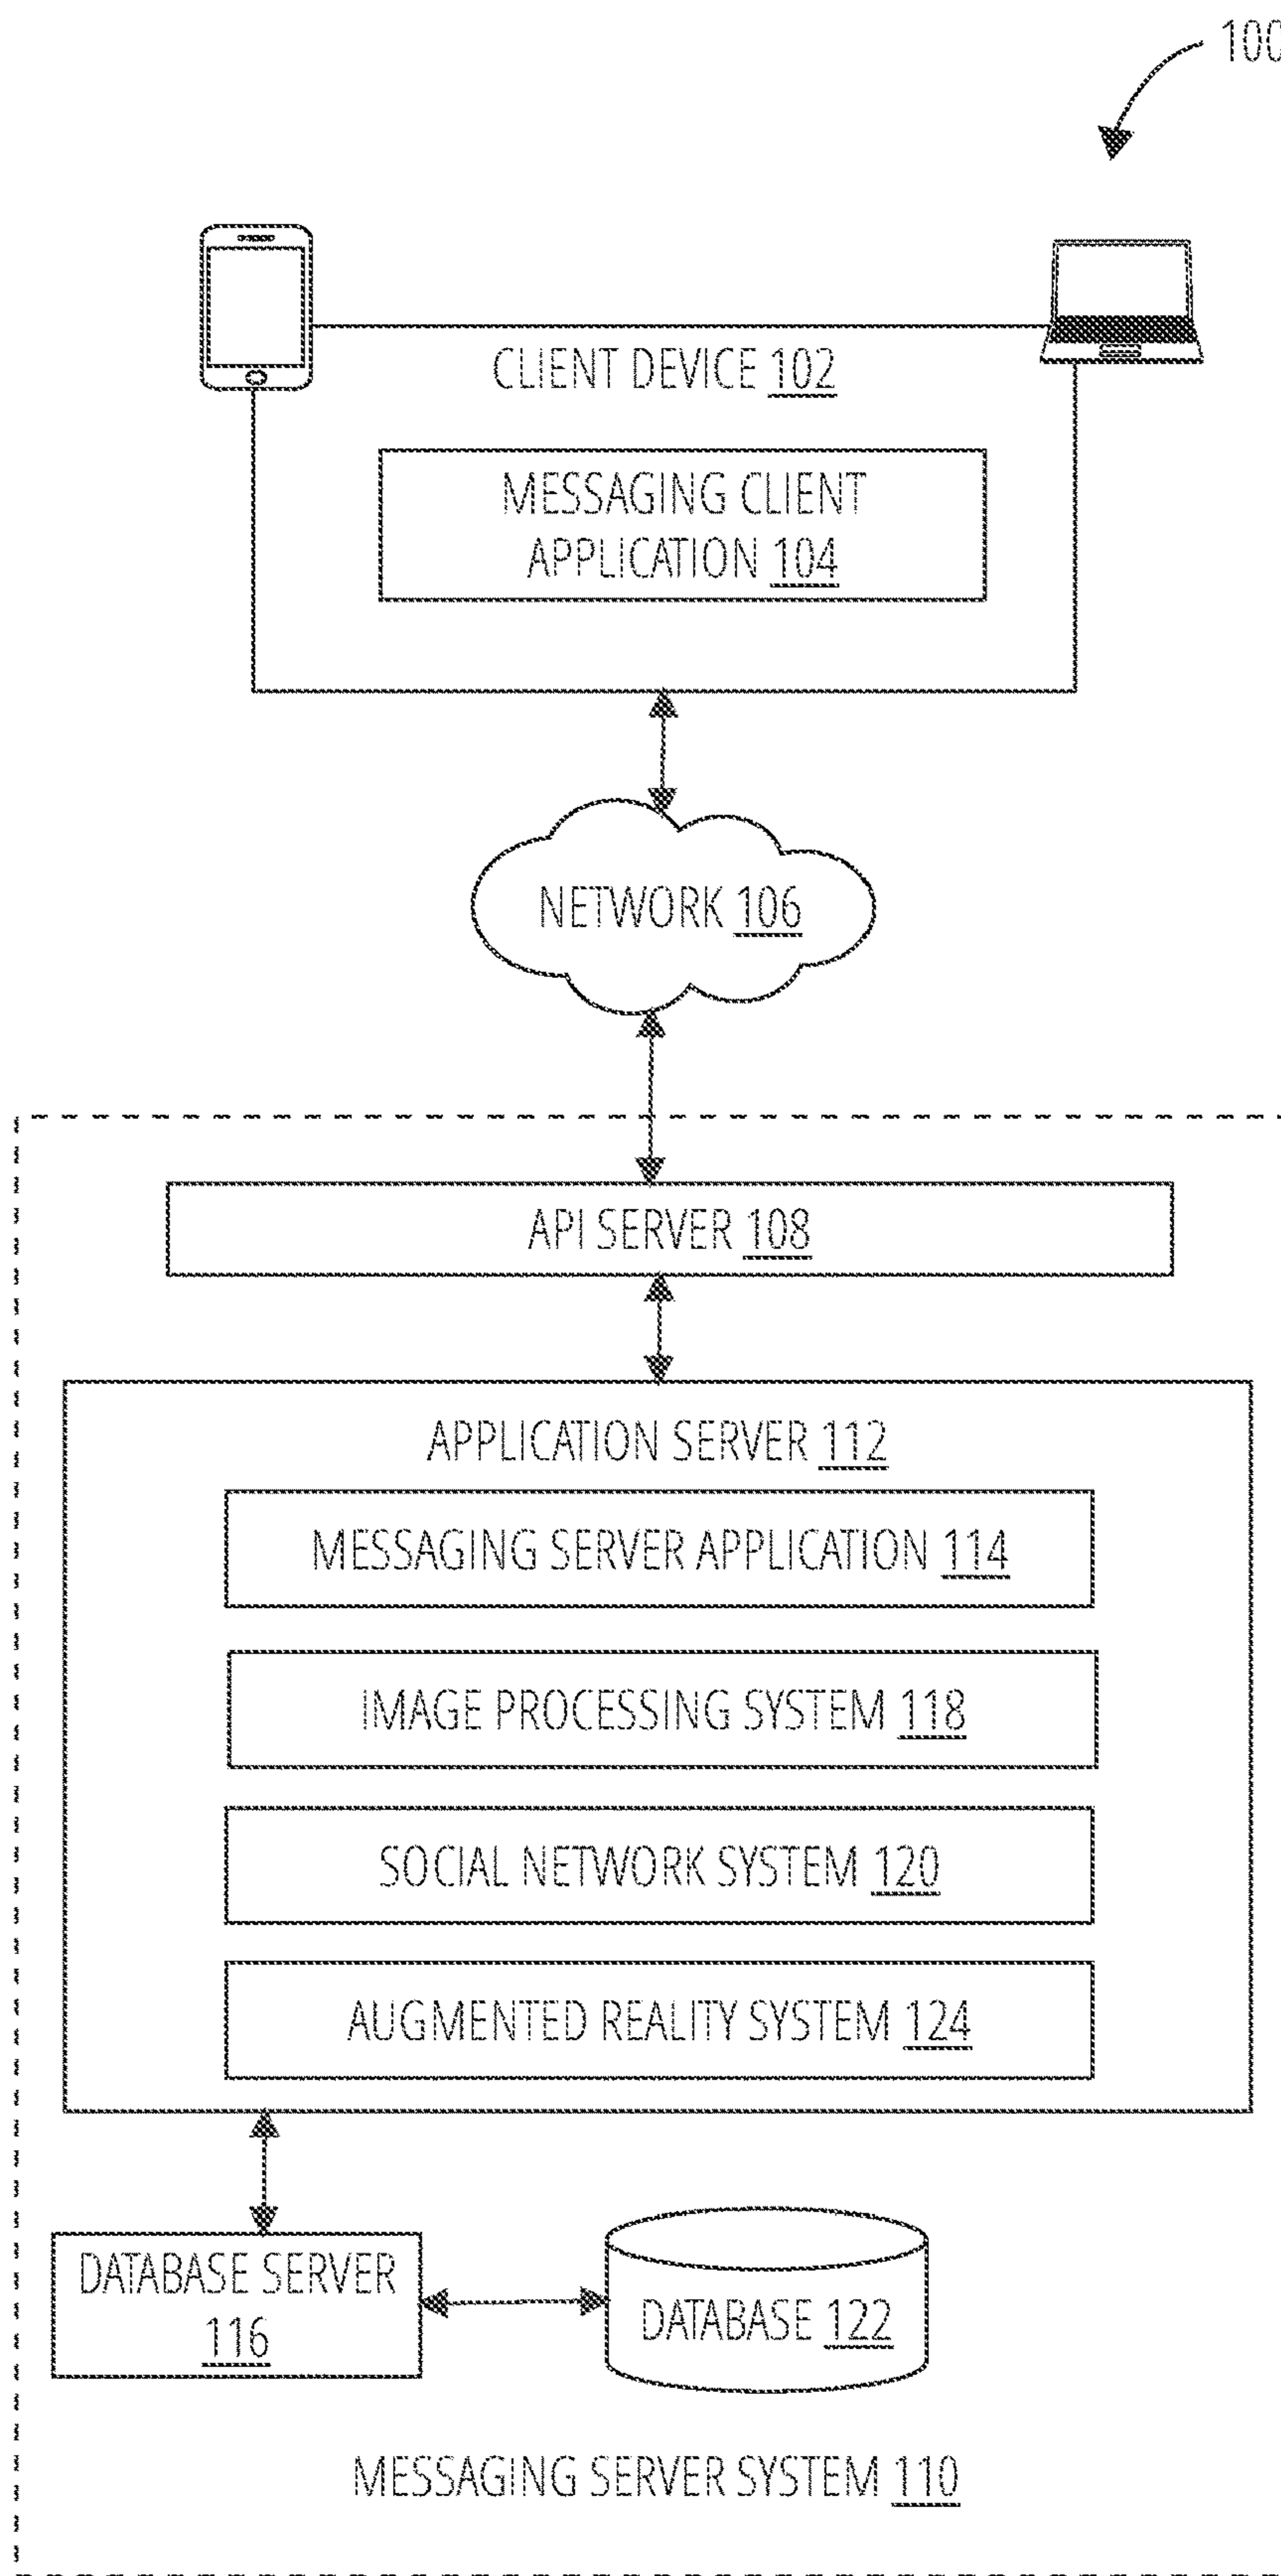 100
CLIENT DEVICE 102
MESSAGING CLIENT
APPLICATION 104
NETWORK 106
API SERVER 108
APPLICATION SERVER 112
MESSAGING SERVER APPLICATION 114
IMAGE PROCESSING SYSTEM 118
SOCIAL NETWORK SYSTEM 120
AUGMENTED REALITY SYSTEM 124
DATABASE SERVER
116
DATABASE 122
MESSAGING SERVER SYSTEM 110